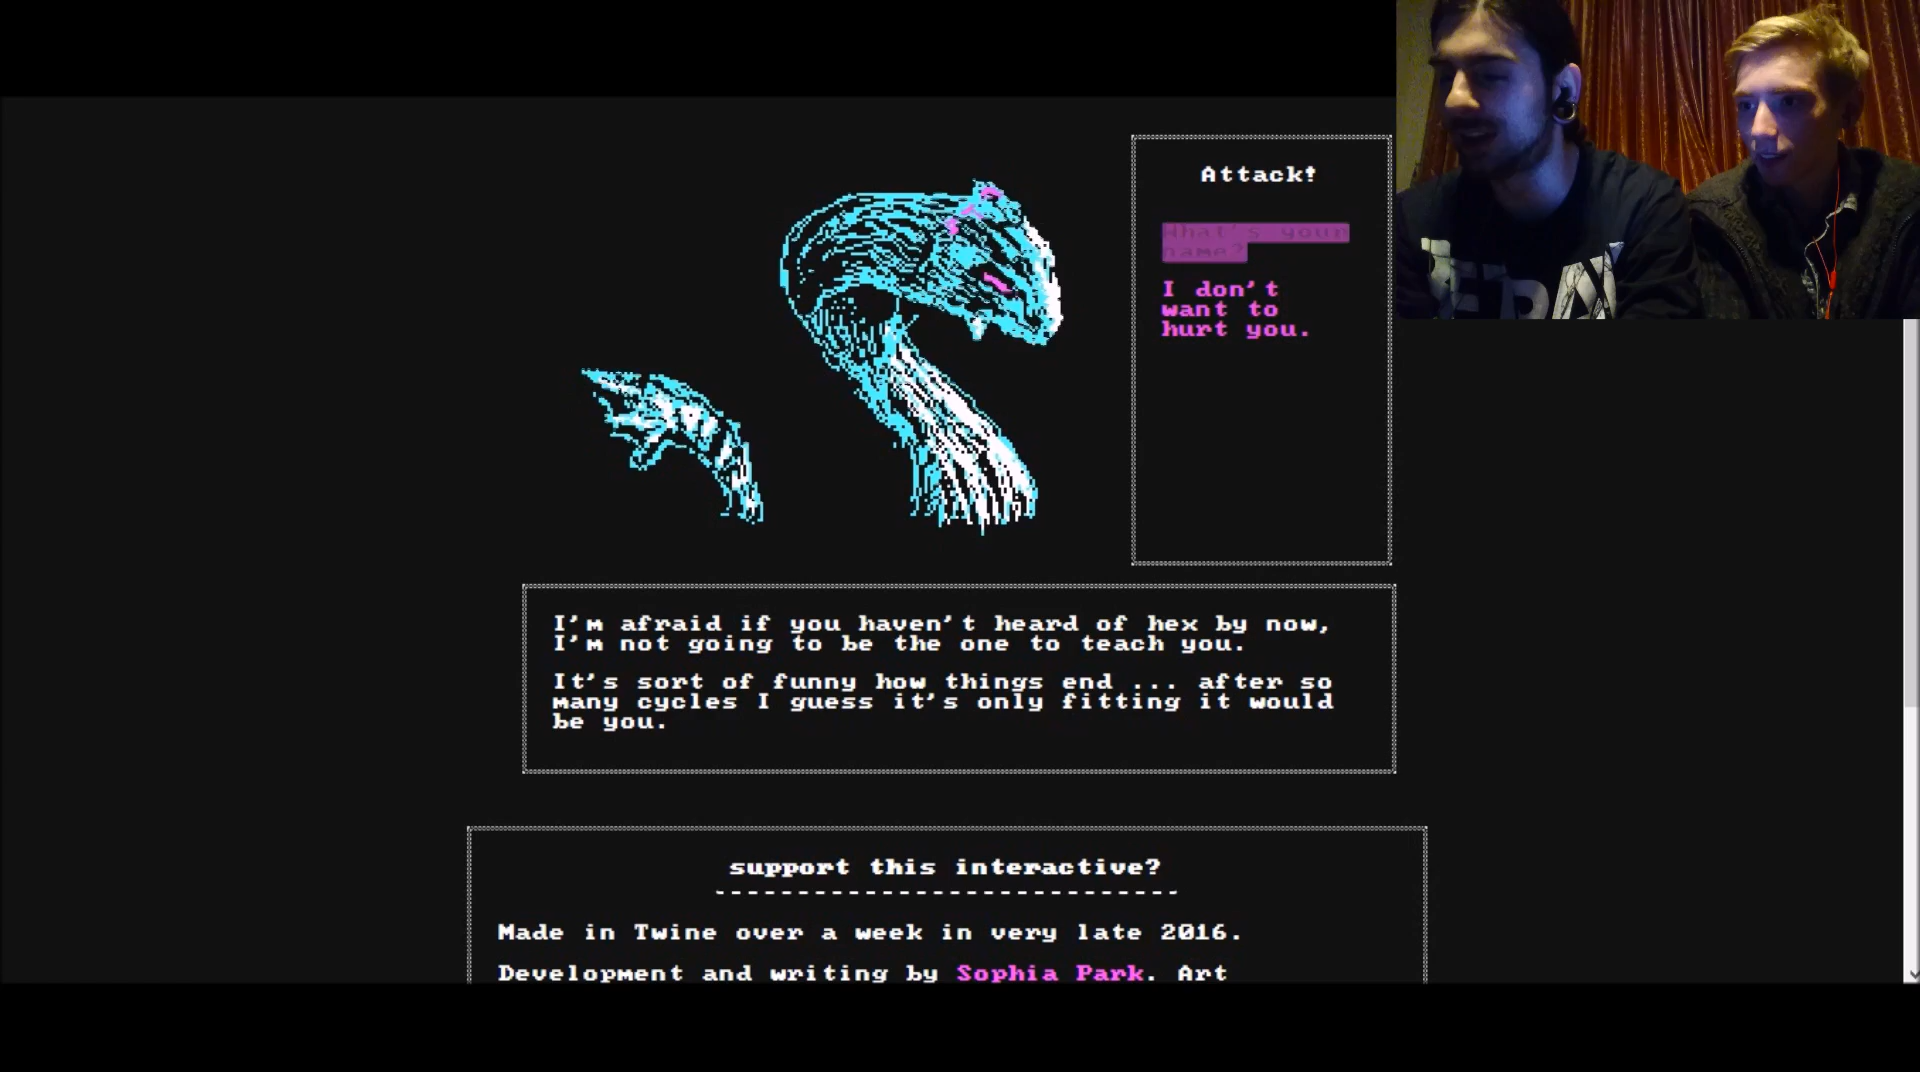 Attack!
What's your
name?
I don't
want to
hurt you.
I'm afraid if you haven't heard of hex by now,
I'm not going to be the one to teach you.
It's sort of funny how things end ... after so
many cycles I guess it's only fitting it would
be you.
support this interactive?
Made in Twine over a week in very late 2016.
Development and writing by Sophia Park. Art